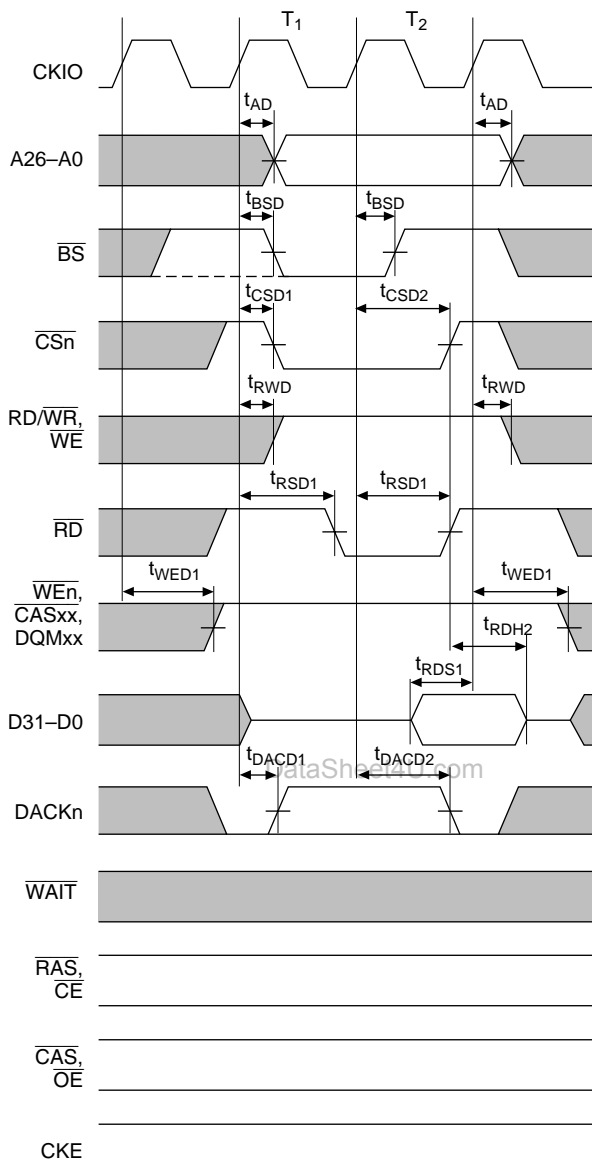 T1 T2
CKIO
tAD tAD
A26–A0
tBSD tBSD
BS
tCSD1 tCSD2
CSn
tRWD tRWD
RD/WR,
WE
tRSD1 tRSD1
RD
tWED1 tWED1
WEn,
CASxx,
DQMxx
tRDH2
tRDS1
D31–D0
tDACD1 tDACD2
DataSheet4U.com
DACKn
WAIT
RAS,
CE
CAS,
OE
CKE